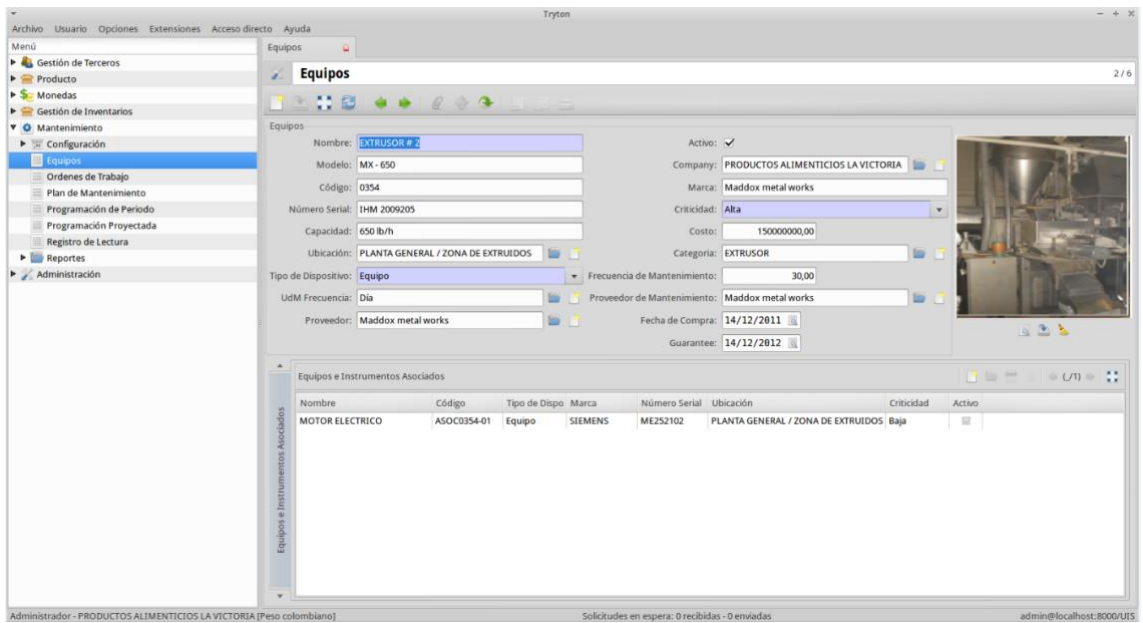 Tryton
Archivo Usuario Opciones Extensiones Acceso directo Ayuda
Menú
Gestión de Terceros
Producto
Monedas
Gestión de Inventarios
Mantenimiento
Configuración
Equipos
Ordenes de Trabajo
Plan de Mantenimiento
Programación de Periodo
Programación Proyectada
Registro de Lectura
Reportes
Administración
Equipos
Equipos 2/6
Equipos
Nombre: EXTRUSOR # 2 Activo:
Modelo: MX - 650 Company: PRODUCTOS ALIMENTICIOS LA VICTORIA
Código: 0354 Marca: Maddox metal works
Número Serial: IHM 2009205 Criticidad: Alta
Capacidad: 650 lb/h Costo: 150000000,00
Ubicación: PLANTA GENERAL / ZONA DE EXTRUIDOS Categoria: EXTRUSOR
Tipo de Dispositivo: Equipo Frecuencia de Mantenimiento: 30,00
UdM Frecuencia: Día Proveedor de Mantenimiento: Maddox metal works
Proveedor: Maddox metal works Fecha de Compra: 14/12/2011
Guarantee: 14/12/2012
Equipos e Instrumentos Asociados
Equipos e Instrumentos Asociados (_/1)
Nombre Código Tipo de Dispo Marca Número Serial Ubicación Criticidad Activo
MOTOR ELECTRICO ASOC0354-01 Equipo SIEMENS ME252102 PLANTA GENERAL / ZONA DE EXTRUIDOS Baja
Administrador - PRODUCTOS ALIMENTICIOS LA VICTORIA [Peso colombiano] Solicitudes en espera: 0 recibidas - 0 enviadas admin@localhost:8000/UIS